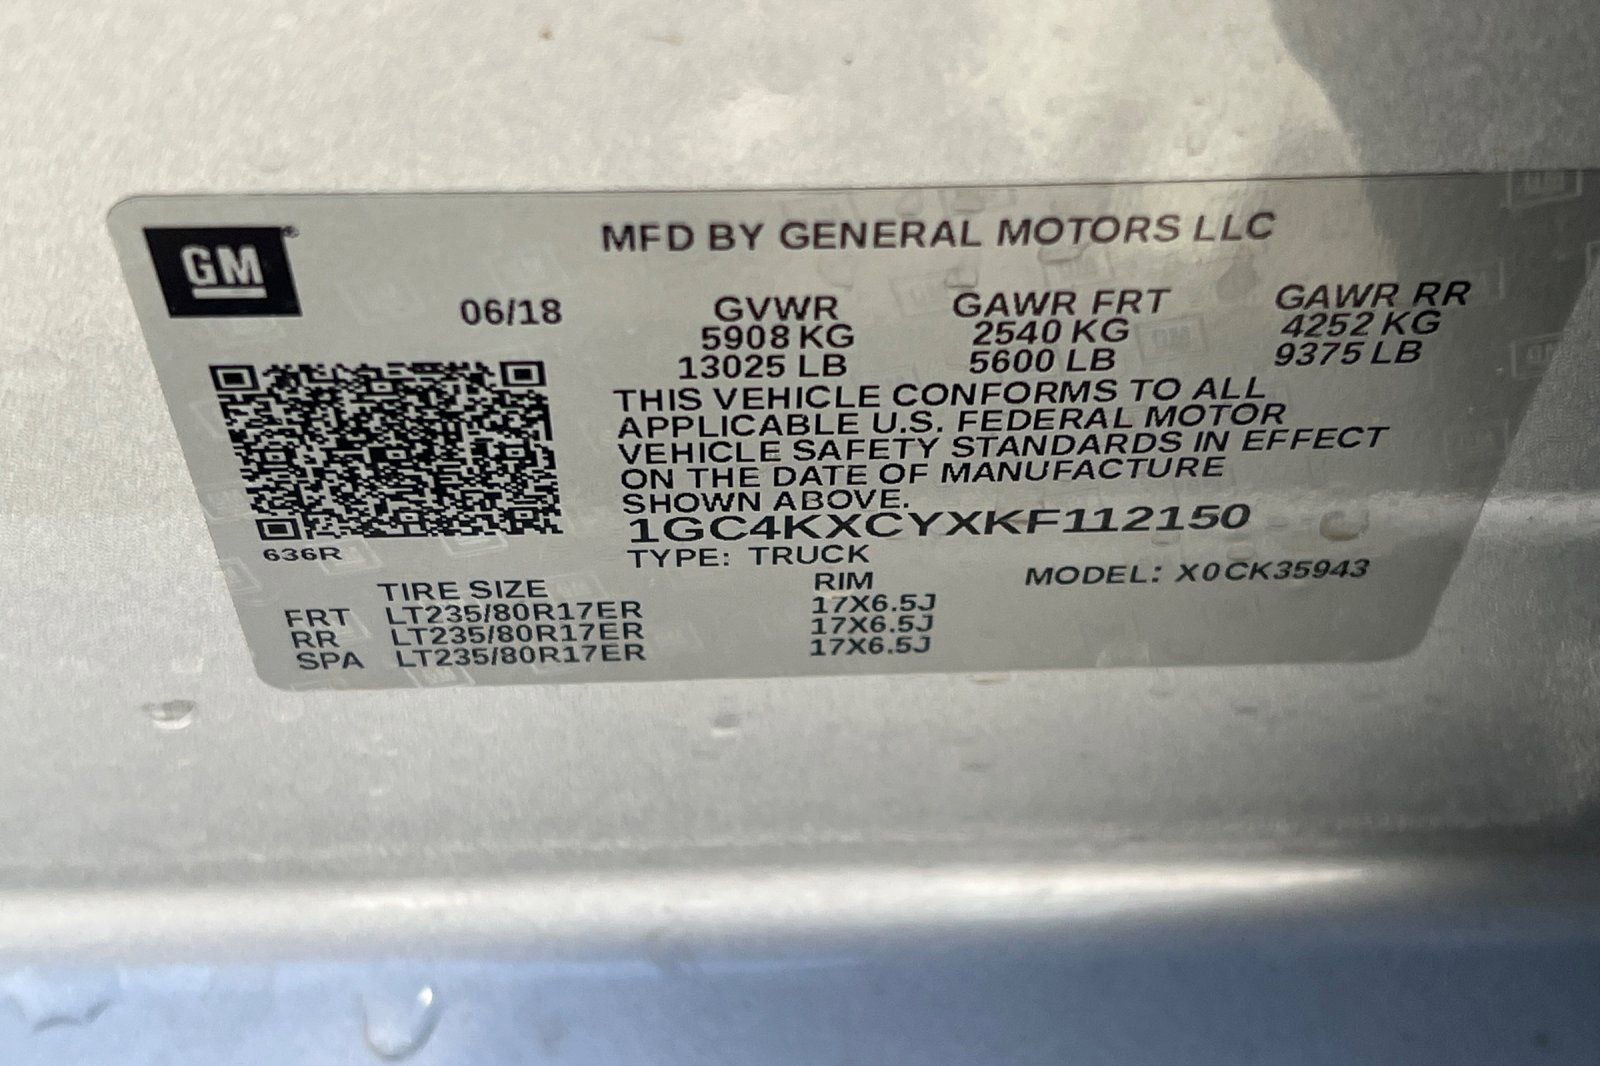 GM
MFD BY GENERAL MOTORS LLC
06/18 GVWR GAWR FRT GAWR RR
5908 KG 2540 KG 4252 KG
13025 LB 5600 LB 9375 LB
THIS VEHICLE CONFORMS TO ALL
APPLICABLE U.S. FEDERAL MOTOR
VEHICLE SAFETY STANDARDS IN EFFECT
ON THE DATE OF MANUFACTURE
SHOWN ABOVE.
1GC4KXCYXKF112150
636R
TYPE: TRUCK
MODEL: X0CK35943
TIRE SIZE RIM
FRT LT235/80R17ER 17X6.5J
RR LT235/80R17ER 17X6.5J
SPA LT235/80R17ER 17X6.5J